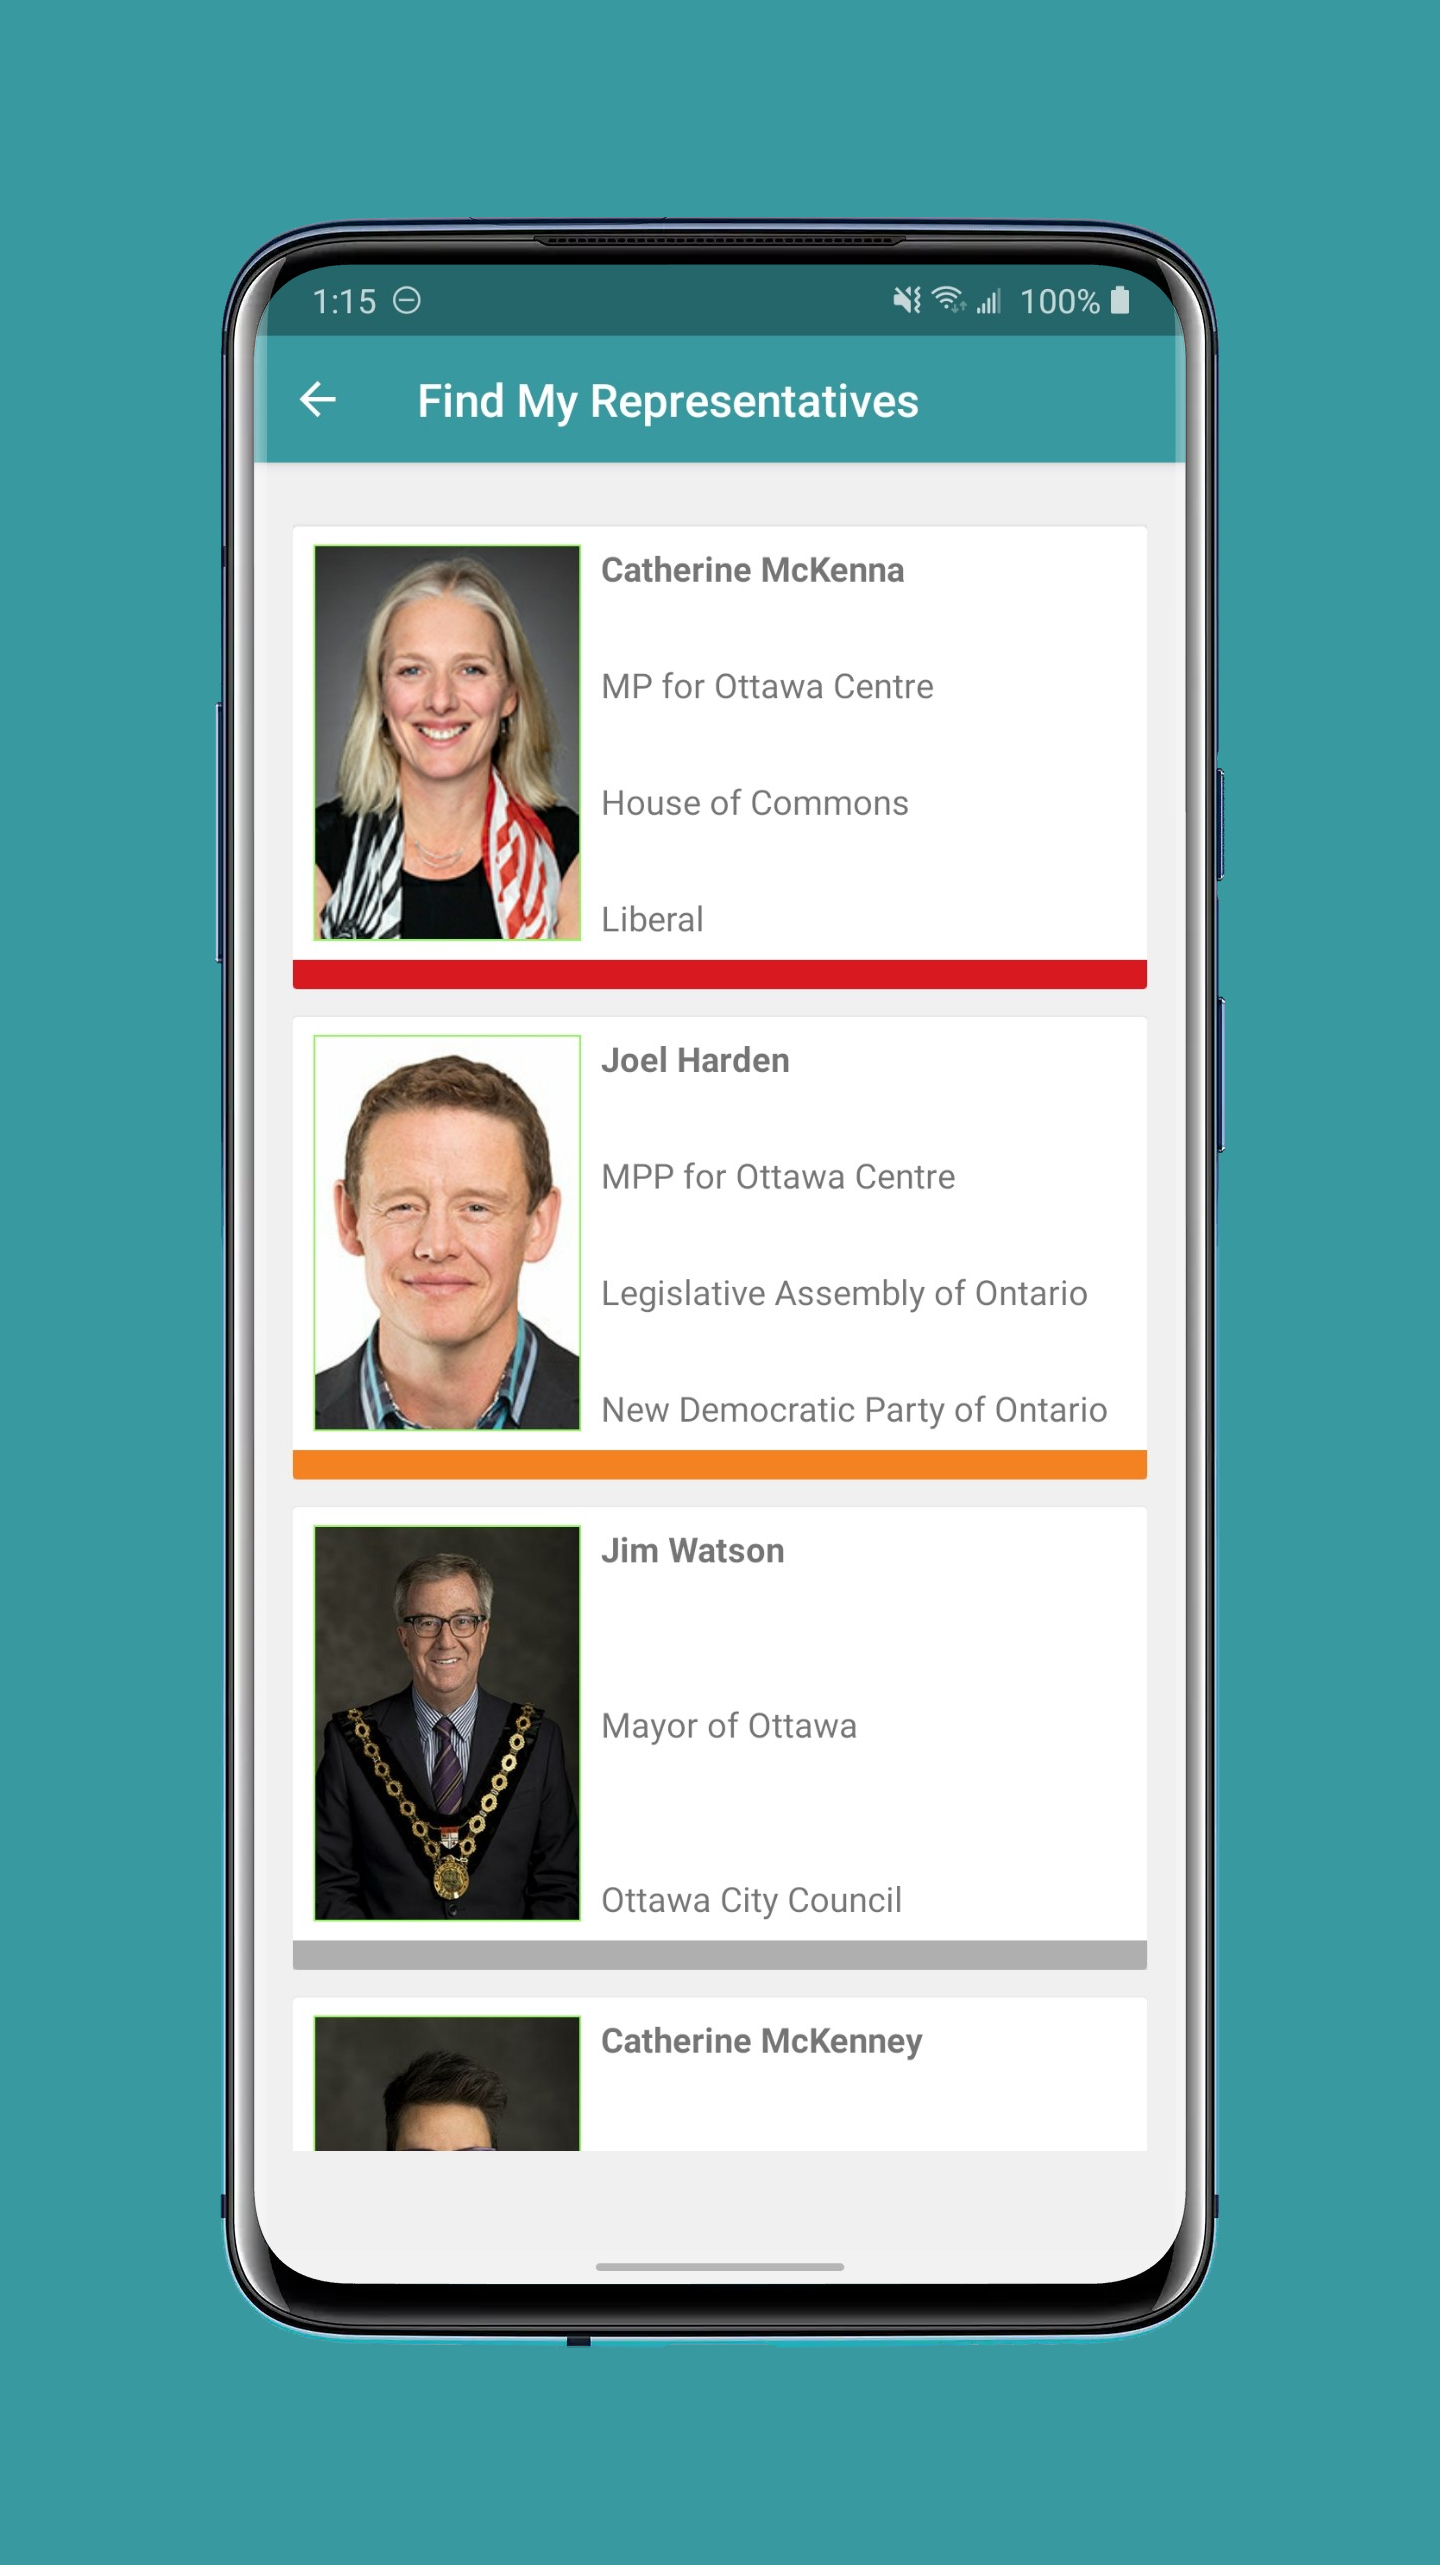 1:15
100%
Find My Representatives
Catherine McKenna
MP for Ottawa Centre
House of Commons
Liberal
Joel Harden
MPP for Ottawa Centre
Legislative Assembly of Ontario
New Democratic Party of Ontario
Jim Watson
Mayor of Ottawa
Ottawa City Council
Catherine McKenney